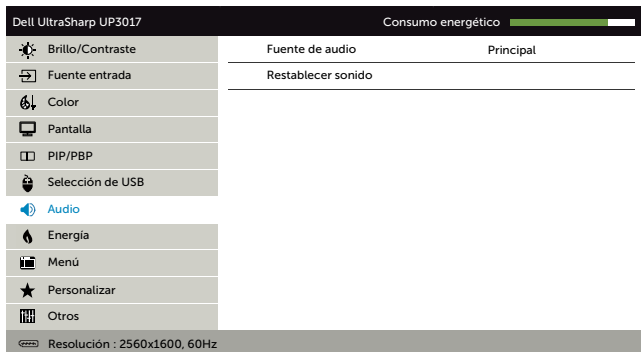 Dell UltraSharp UP3017 Consumo energético
Brillo/Contraste Fuente de audio Principal
Fuente entrada Restablecer sonido
Color
Pantalla
PIP/PBP
Selección de USB
Audio
Energía
Menú
Personalizar
Otros
Resolución : 2560x1600, 60Hz